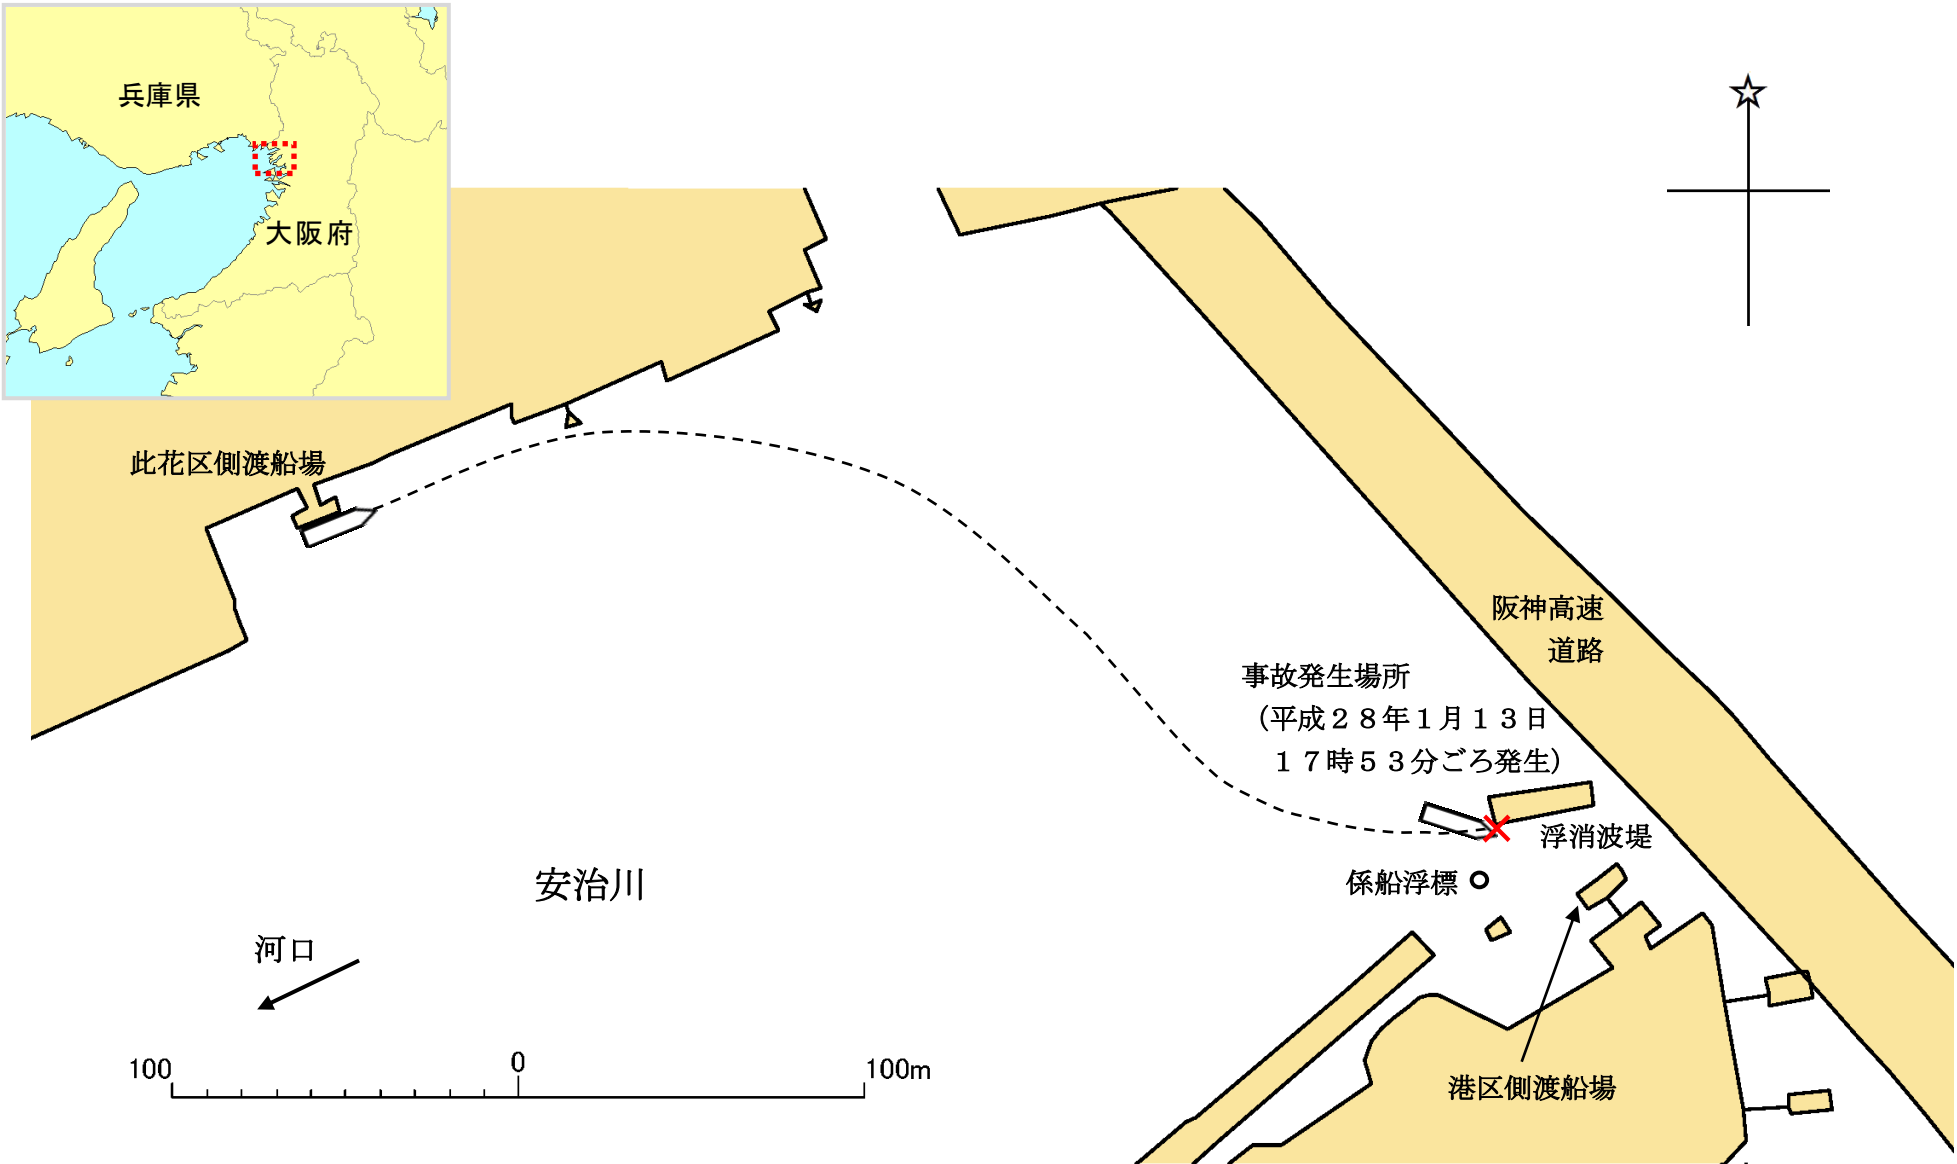 兵庫県
大阪府
此花区側渡船場
阪神高速
道路
事故発生場所
（平成２８年１月１３日
１７時５３分ごろ発生）
浮消波堤
係船浮標
安治川
河口
100
0
100m
港区側渡船場